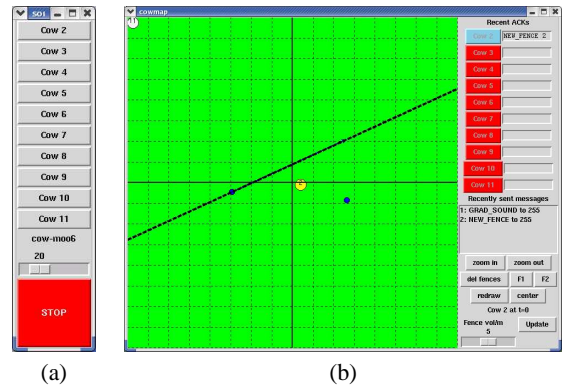 SO1
Cow 2
Cow 3
Cow 4
Cow 5
Cow 6
Cow 7
Cow 8
Cow 9
Cow 10
Cow 11
cow-moo6
20
STOP
(a)
cowmap
11
2
Recent ACKs
Cow 2 NEW_FENCE 2
Cow 3
Cow 4
Cow 5
Cow 6
Cow 7
Cow 8
Cow 9
Cow 10
Cow 11
Recently sent messages
1: GRAD_SOUND to 255
2: NEW_FENCE to 255
zoom in zoom out
del fences F1 F2
redraw center
Cow 2 at t=0
Fence vol/m Update
5
(b)